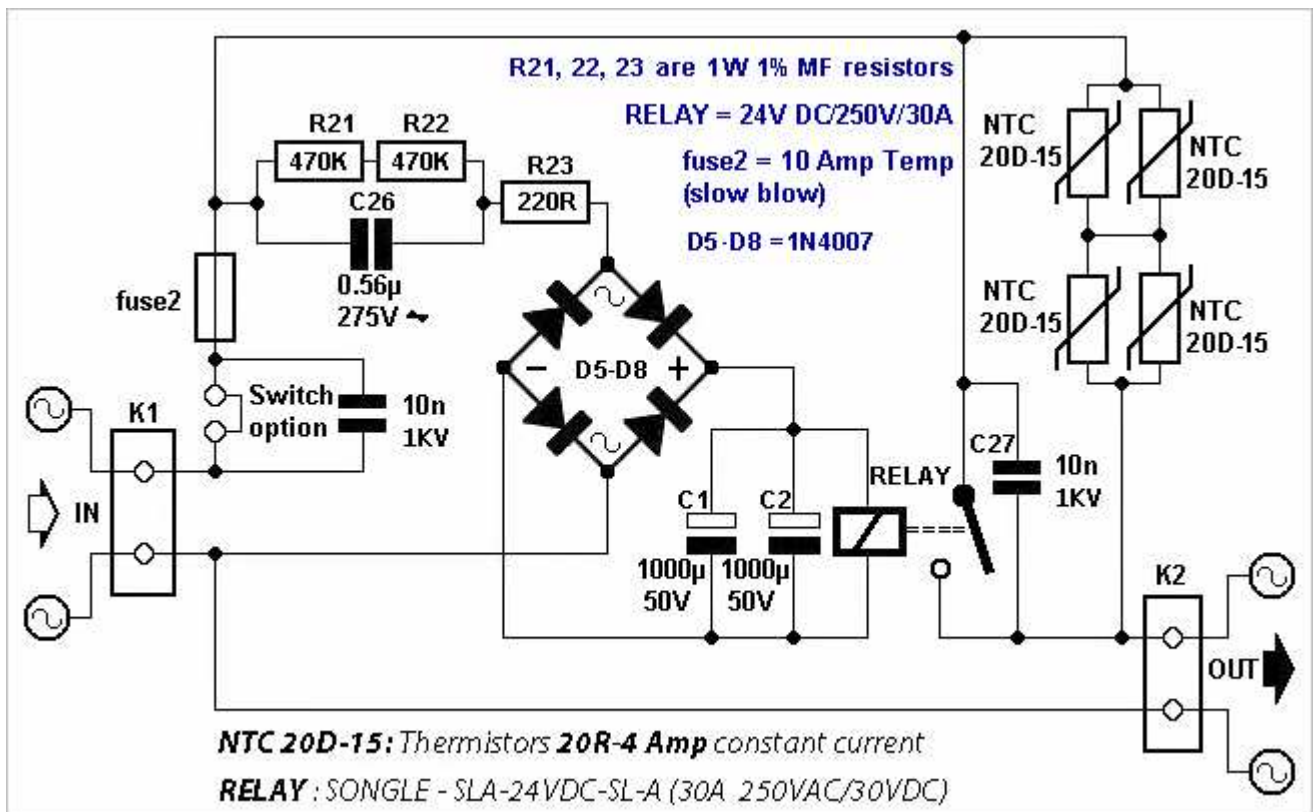 R21, 22, 23 are 1W 1% MF resistors
RELAY = 24V DC/250V/30A
fuse2 = 10 Amp Temp
(slow blow)
D5-D8 = 1N4007
R21
R22
470K
470K
R23
220R
C26
0.56µ
275V
fuse2
NTC
20D-15
NTC
20D-15
NTC
20D-15
NTC
20D-15
K1
Switch
option
10n
1KV
IN
-
D5-D8
+
C1
1000µ
50V
C2
1000µ
50V
RELAY
C27
10n
1KV
K2
OUT
NTC 20D-15: Thermistors 20R-4 Amp constant current
RELAY : SONGLE - SLA-24VDC-SL-A (30A 250VAC/30VDC)